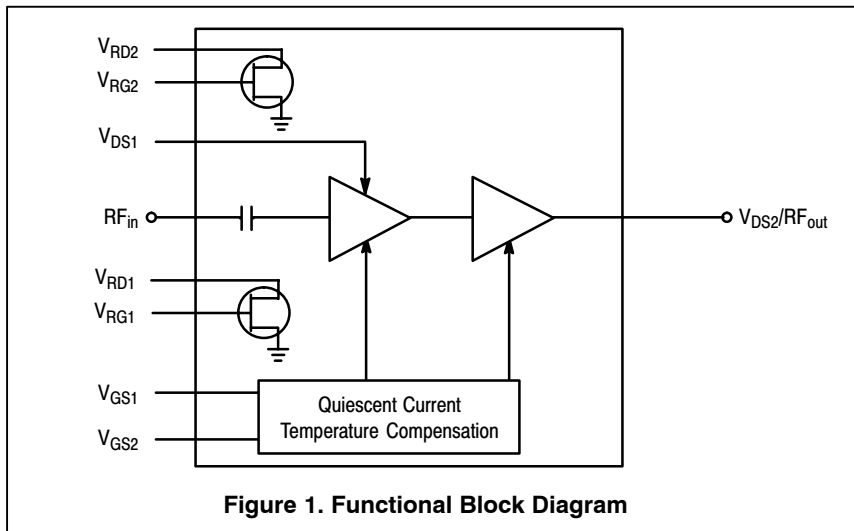 VRD2
VRG2
VDS1
RFin
VDS2/RFout
VRD1
VRG1
VGS1
VGS2
Quiescent Current
Temperature Compensation
Figure 1. Functional Block Diagram